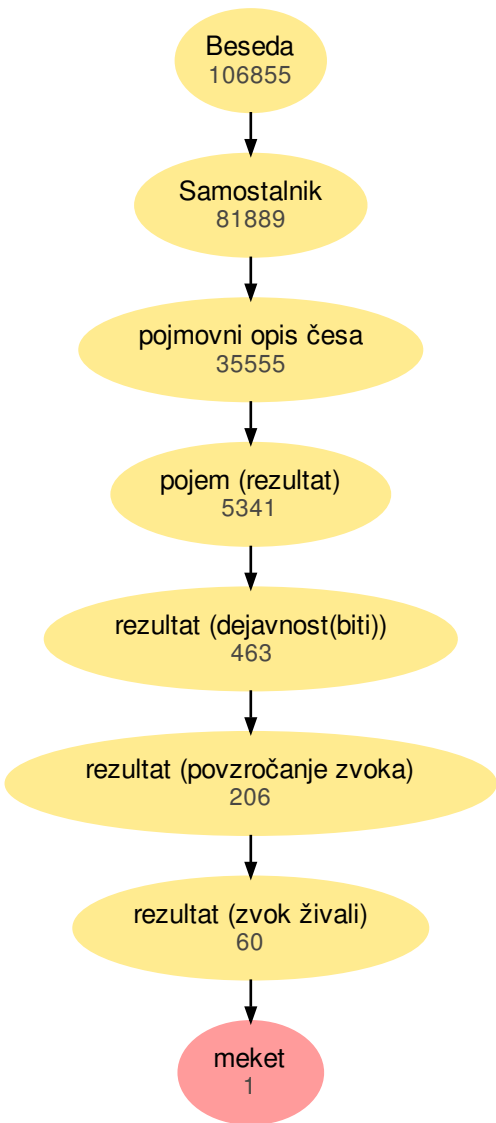 Beseda
106855
Samostalnik
81889
pojmovni opis česa
35555
pojem (rezultat)
5341
rezultat (dejavnost(biti))
463
rezultat (povzročanje zvoka)
206
rezultat (zvok živali)
60
meket
1